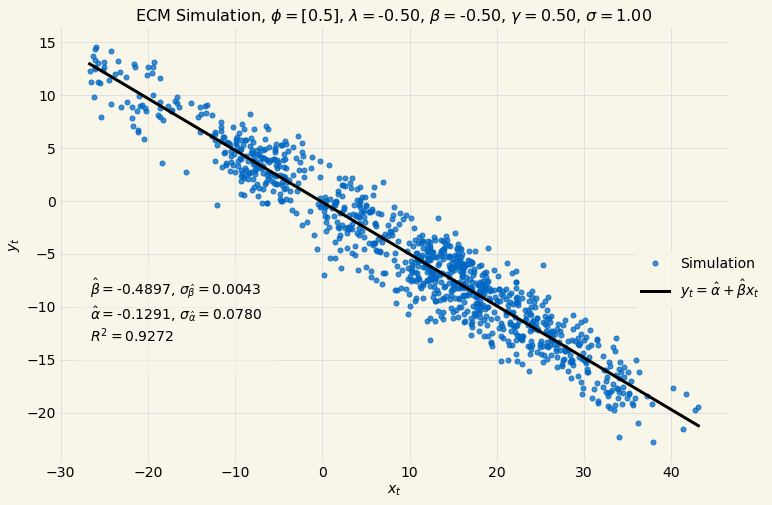 ECM Simulation, ϕ = [0.5], λ = -0.50, β = -0.50, γ = 0.50, σ = 1.00
15
10
5
0
−5
−10
−15
−20
y_t
β̂ = -0.4897, σ_β̂ = 0.0043
α̂ = -0.1291, σ_α̂ = 0.0780
R² = 0.9272
Simulation
y_t = α̂ + β̂x_t
−30 −20 −10 0 10 20 30 40
x_t